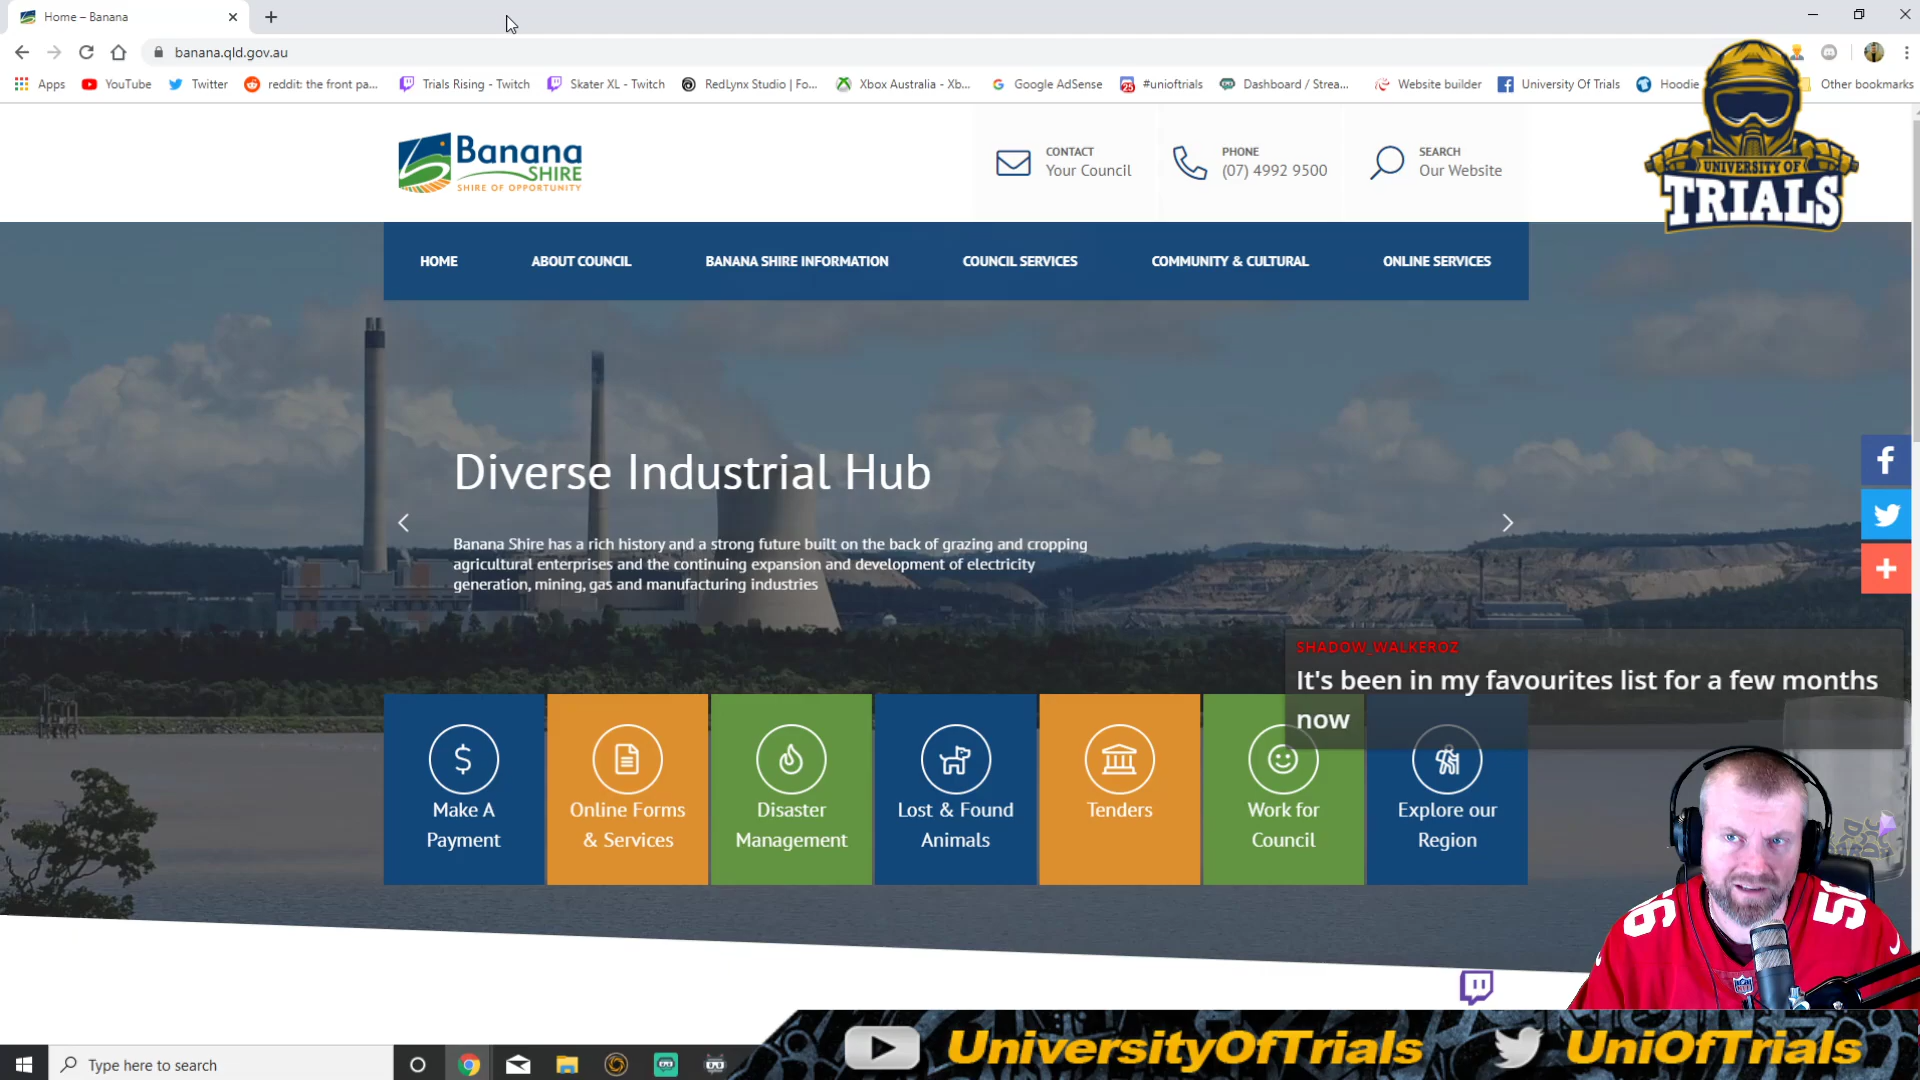 Home – Banana
banana.qld.gov.au
Apps YouTube Twitter reddit: the front pa... Trials Rising - Twitch Skater XL - Twitch RedLynx Studio | Fo... Xbox Australia - Xb... Google AdSense #unioftrials Dashboard / Strea... Website builder University Of Trials Hoodie Other bookmarks
Banana
SHIRE
SHIRE OF OPPORTUNITY
CONTACT
Your Council
PHONE
(07) 4992 9500
SEARCH
Our Website
UNIVERSITY OF
TRIALS
HOME ABOUT COUNCIL BANANA SHIRE INFORMATION COUNCIL SERVICES COMMUNITY & CULTURAL ONLINE SERVICES
Diverse Industrial Hub
Banana Shire has a rich history and a strong future built on the back of grazing and cropping
agricultural enterprises and the continuing expansion and development of electricity
generation, mining, gas and manufacturing industries
SHADOW_WALKEROZ
It's been in my favourites list for a few months
now
Make A
Payment
Online Forms
& Services
Disaster
Management
Lost & Found
Animals
Tenders
Work for
Council
Explore our
Region
UniversityOfTrials
UniOfTrials
Type here to search